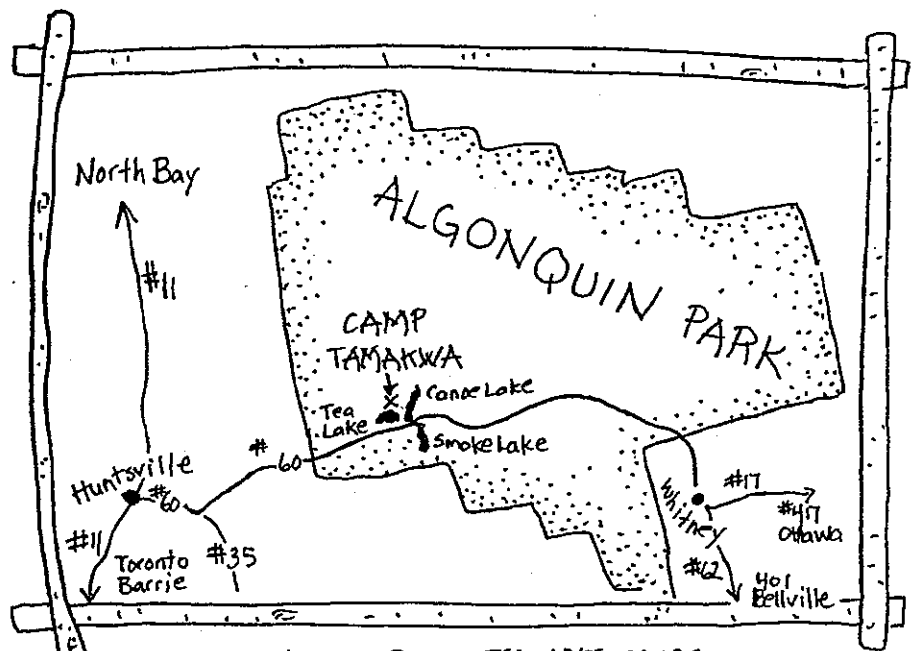 North Bay
#11
ALGONQUIN PARK
CAMP
TAMAKWA
Canoe Lake
Tea
Lake
Smoke Lake
#
60
Huntsville
#60
#11
Toronto
Barrie
#35
Whitney
#17
#417
Ottawa
#62
401
Bellville